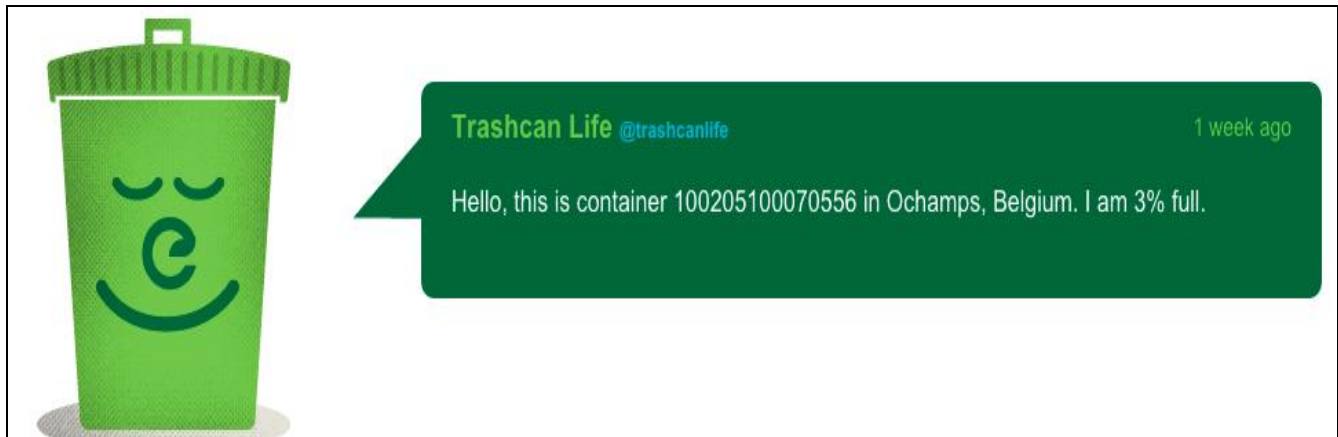 Trashcan Life @trashcanlife 1 week ago
Hello, this is container 100205100070556 in Ochamps, Belgium. I am 3% full.
e